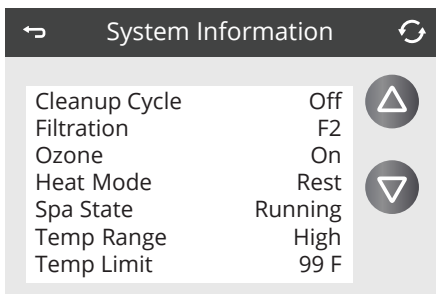 System Information
Cleanup Cycle Off
Filtration F2
Ozone On
Heat Mode Rest
Spa State Running
Temp Range High
Temp Limit 99 F